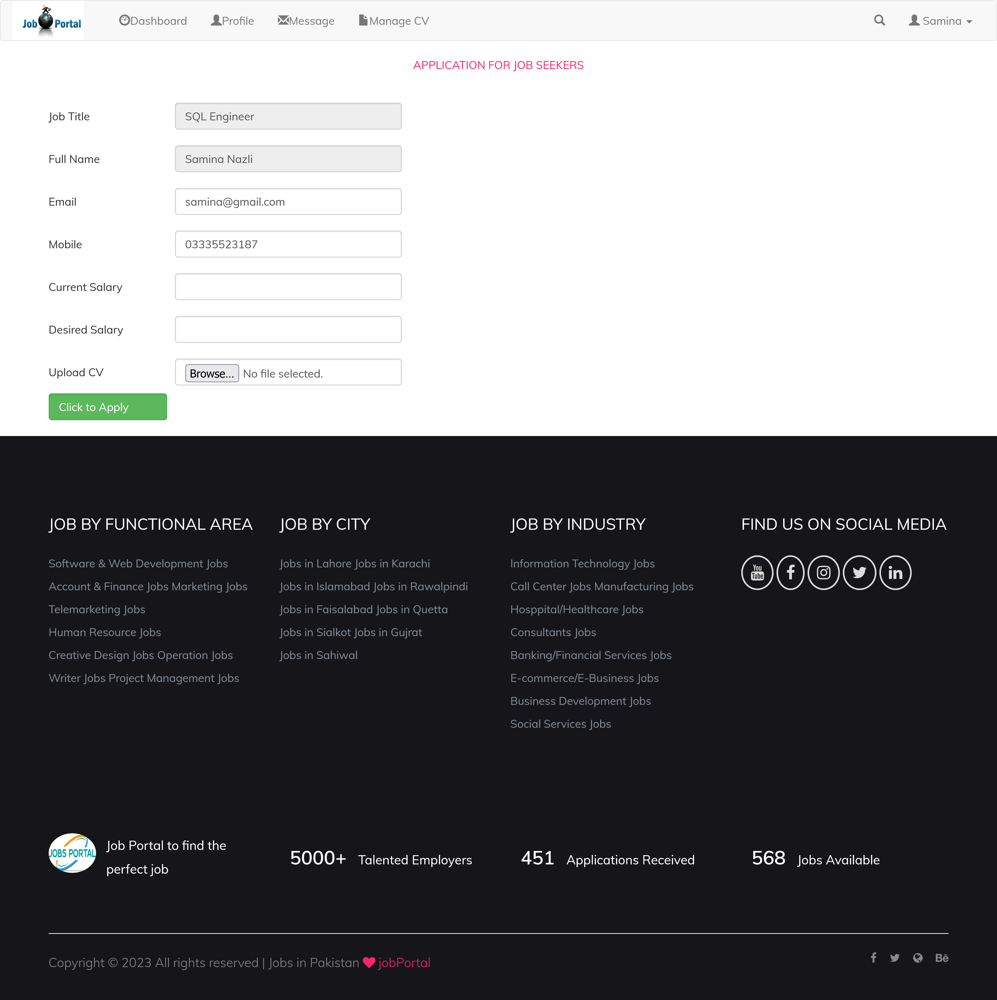 Job Portal Dashboard Profile Message Manage CV Samina
APPLICATION FOR JOB SEEKERS
Job Title SQL Engineer
Full Name Samina Nazli
Email samina@gmail.com
Mobile 03335523187
Current Salary
Desired Salary
Upload CV Browse... No file selected.
Click to Apply
JOB BY FUNCTIONAL AREA
Software & Web Development Jobs
Account & Finance Jobs Marketing Jobs
Telemarketing Jobs
Human Resource Jobs
Creative Design Jobs Operation Jobs
Writer Jobs Project Management Jobs
JOB BY CITY
Jobs in Lahore Jobs in Karachi
Jobs in Islamabad Jobs in Rawalpindi
Jobs in Faisalabad Jobs in Quetta
Jobs in Sialkot Jobs in Gujrat
Jobs in Sahiwal
JOB BY INDUSTRY
Information Technology Jobs
Call Center Jobs Manufacturing Jobs
Hosppital/Healthcare Jobs
Consultants Jobs
Banking/Financial Services Jobs
E-commerce/E-Business Jobs
Business Development Jobs
Social Services Jobs
FIND US ON SOCIAL MEDIA
You
Tube
JOBS PORTAL
Job Portal to find the
perfect job
5000+ Talented Employers
451 Applications Received
568 Jobs Available
Copyright © 2023 All rights reserved | Jobs in Pakistan jobPortal